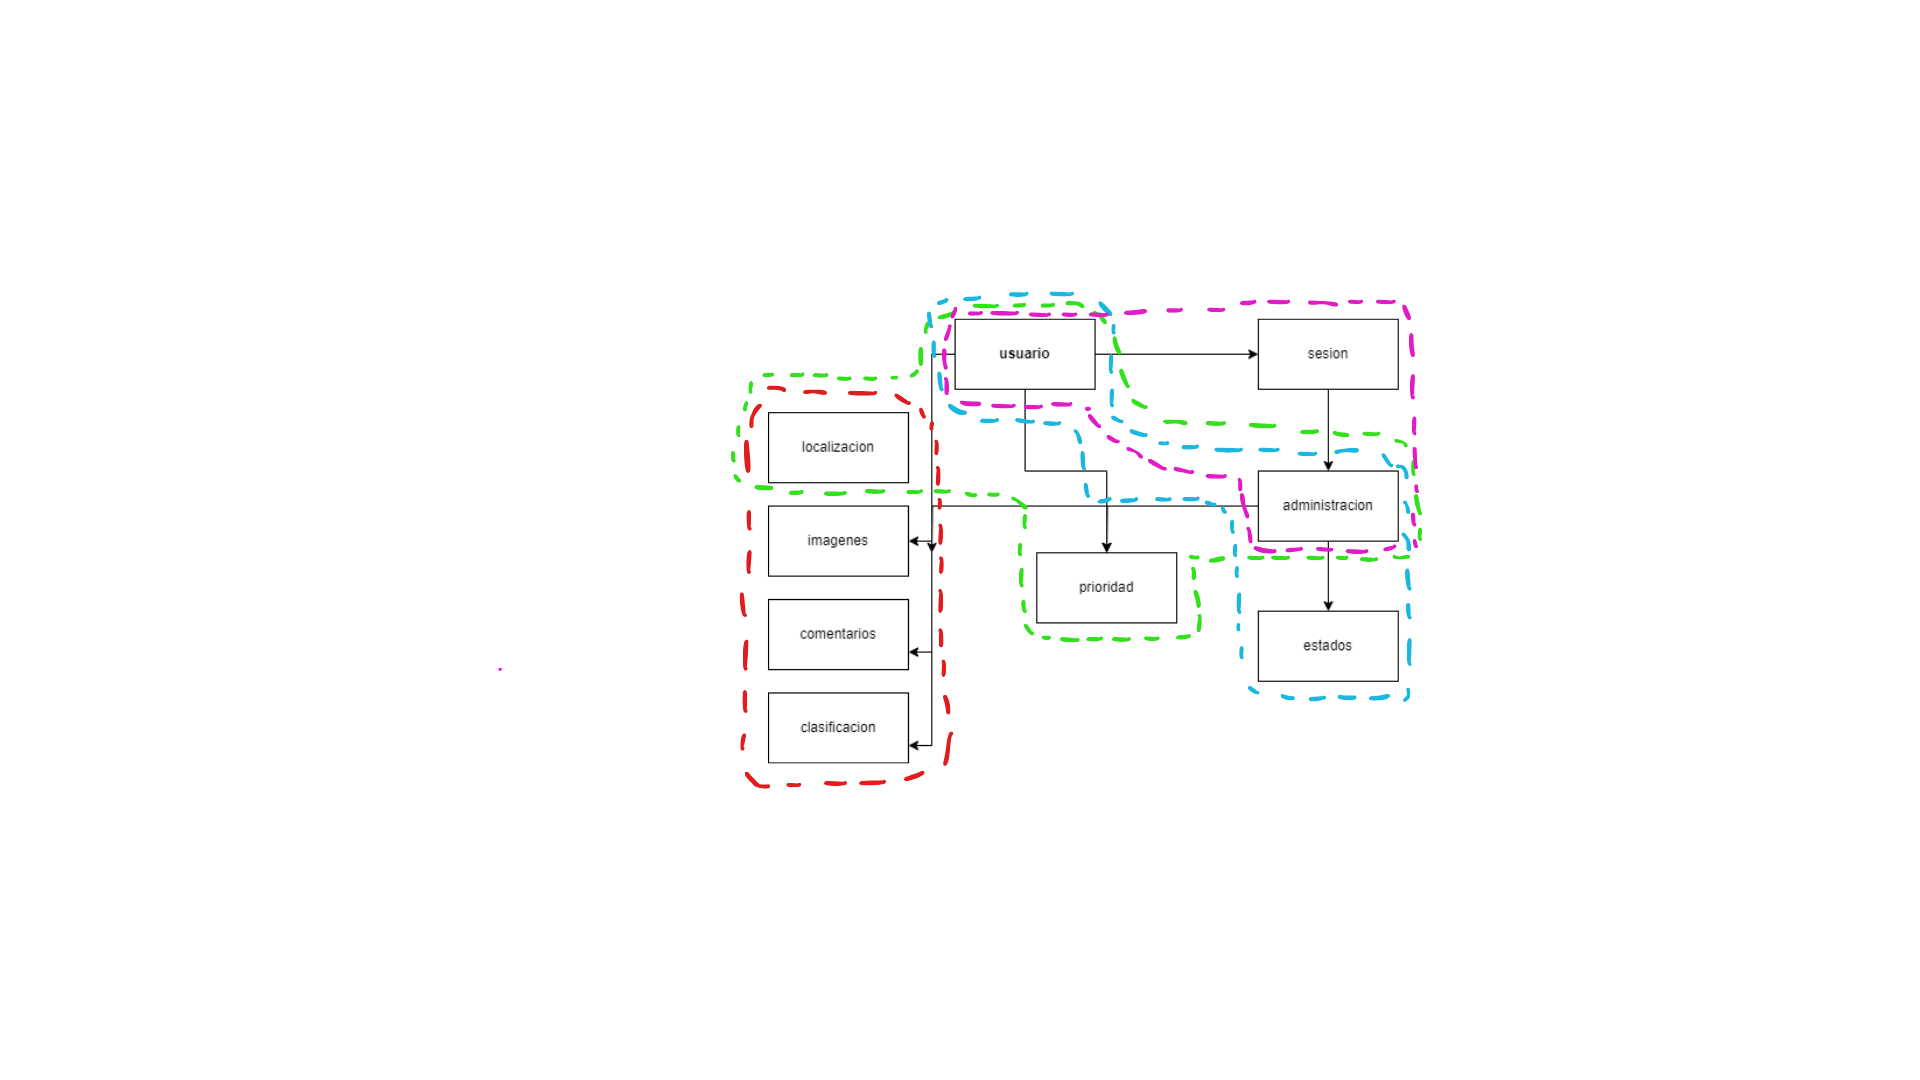 usuario
sesion
localizacion
administracion
imagenes
prioridad
comentarios
estados
clasificacion